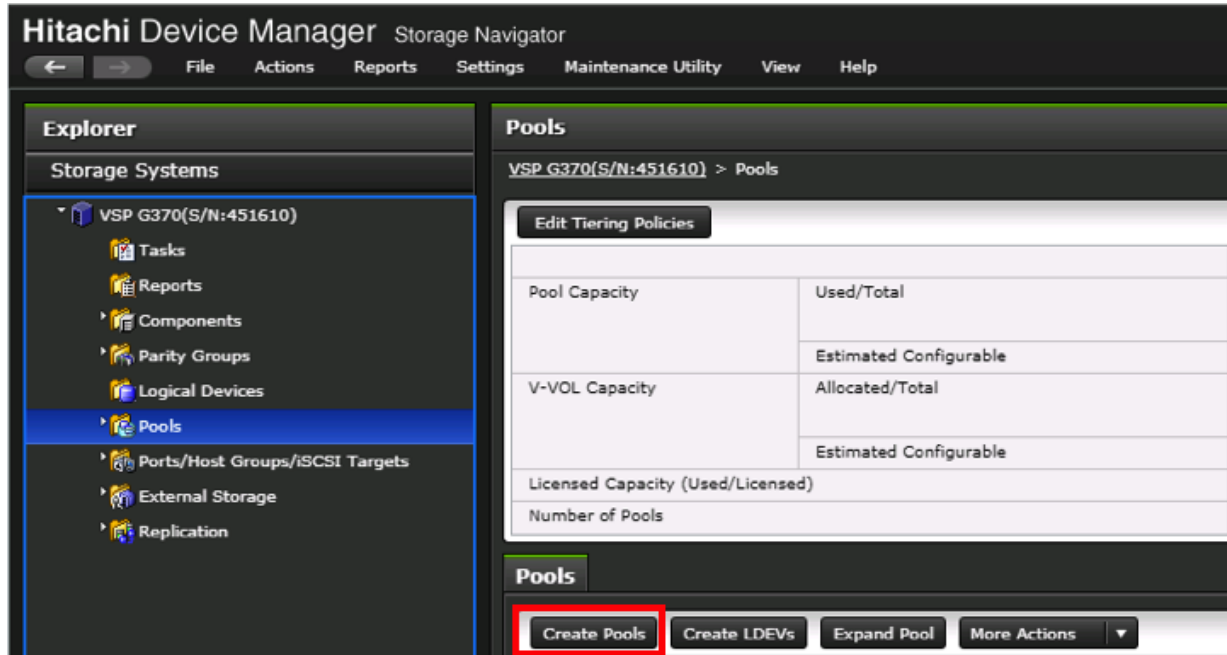 Hitachi Device Manager Storage Navigator
File Actions Reports Settings Maintenance Utility View Help
Explorer
Storage Systems
VSP G370(S/N:451610)
Tasks
Reports
Components
Parity Groups
Logical Devices
Pools
Ports/Host Groups/iSCSI Targets
External Storage
Replication
Pools
VSP G370(S/N:451610) > Pools
Edit Tiering Policies
Pool Capacity Used/Total
Estimated Configurable
V-VOL Capacity Allocated/Total
Estimated Configurable
Licensed Capacity (Used/Licensed)
Number of Pools
Pools
Create Pools Create LDEVs Expand Pool More Actions